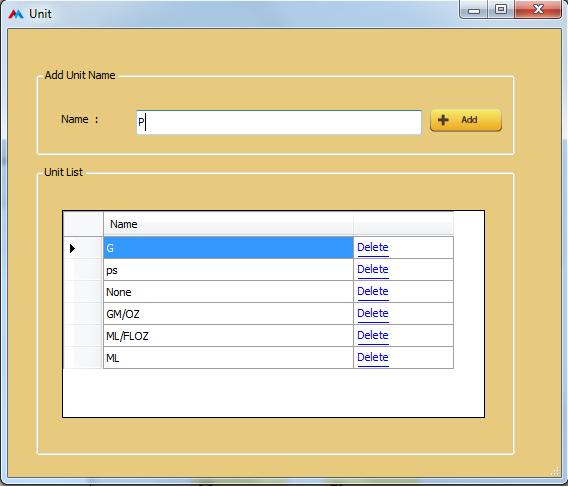 Unit
Add Unit Name
Name :
P
Add
Unit List
Name
G Delete
ps Delete
None Delete
GM/OZ Delete
ML/FLOZ Delete
ML Delete